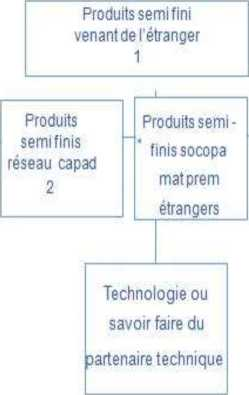 Produits semi fini
venant de l'étranger
1
Produits
semi finis
réseau capad
2
Produits semi -
* finis socopa
mat prem
étrangers
Technologie ou
savoir faire du
partenaire technique